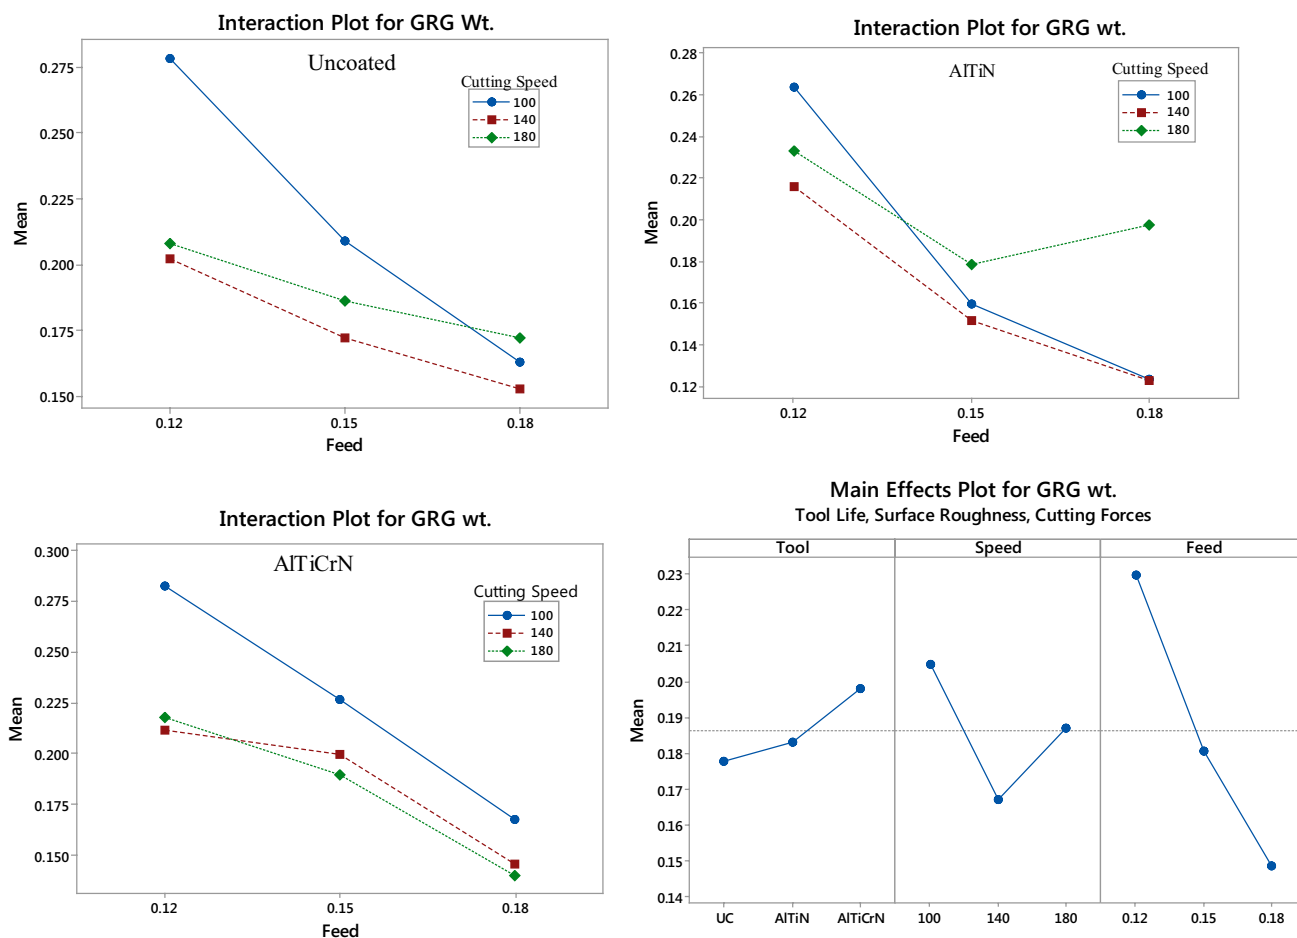 Interaction Plot for GRG Wt.
Uncoated
Cutting Speed
100
140
180
0.275
0.250
0.225
0.200
0.175
0.150
Mean
0.12 0.15 0.18
Feed
Interaction Plot for GRG wt.
AlTiN
Cutting Speed
100
140
180
0.28
0.26
0.24
0.22
0.20
0.18
0.16
0.14
0.12
Mean
0.12 0.15 0.18
Feed
Interaction Plot for GRG wt.
AlTiCrN
Cutting Speed
100
140
180
0.300
0.275
0.250
0.225
0.200
0.175
0.150
Mean
0.12 0.15 0.18
Feed
Main Effects Plot for GRG wt.
Tool Life, Surface Roughness, Cutting Forces
Tool Speed Feed
0.23
0.22
0.21
0.20
0.19
0.18
0.17
0.16
0.15
0.14
Mean
UC AlTiN AlTiCrN 100 140 180 0.12 0.15 0.18